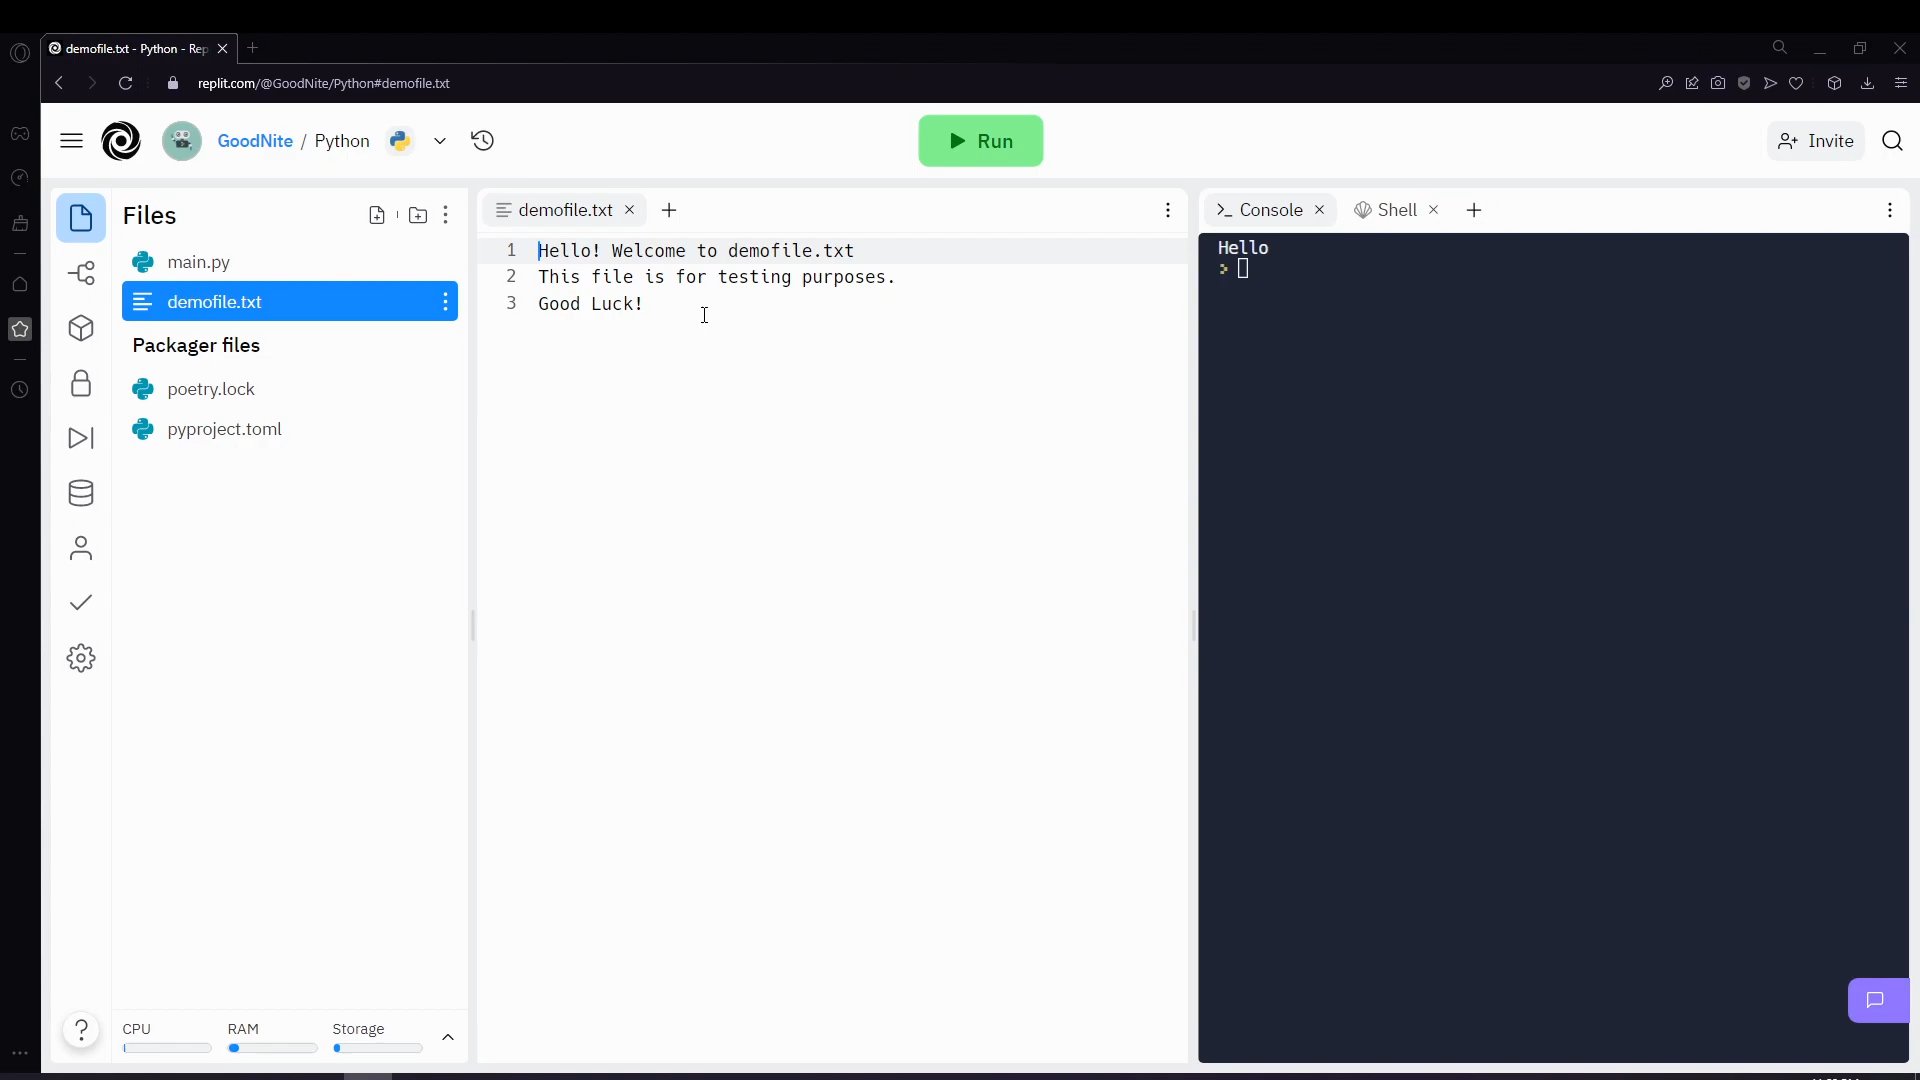 demofile.txt - Python - Rep
replit.com/@GoodNite/Python#demofile.txt
GoodNite / Python
Run
Invite
Files
main.py
demofile.txt
Packager files
poetry.lock
pyproject.toml
CPU RAM Storage
?
demofile.txt
1 Hello! Welcome to demofile.txt
2 This file is for testing purposes.
3 Good Luck!
Console Shell
Hello